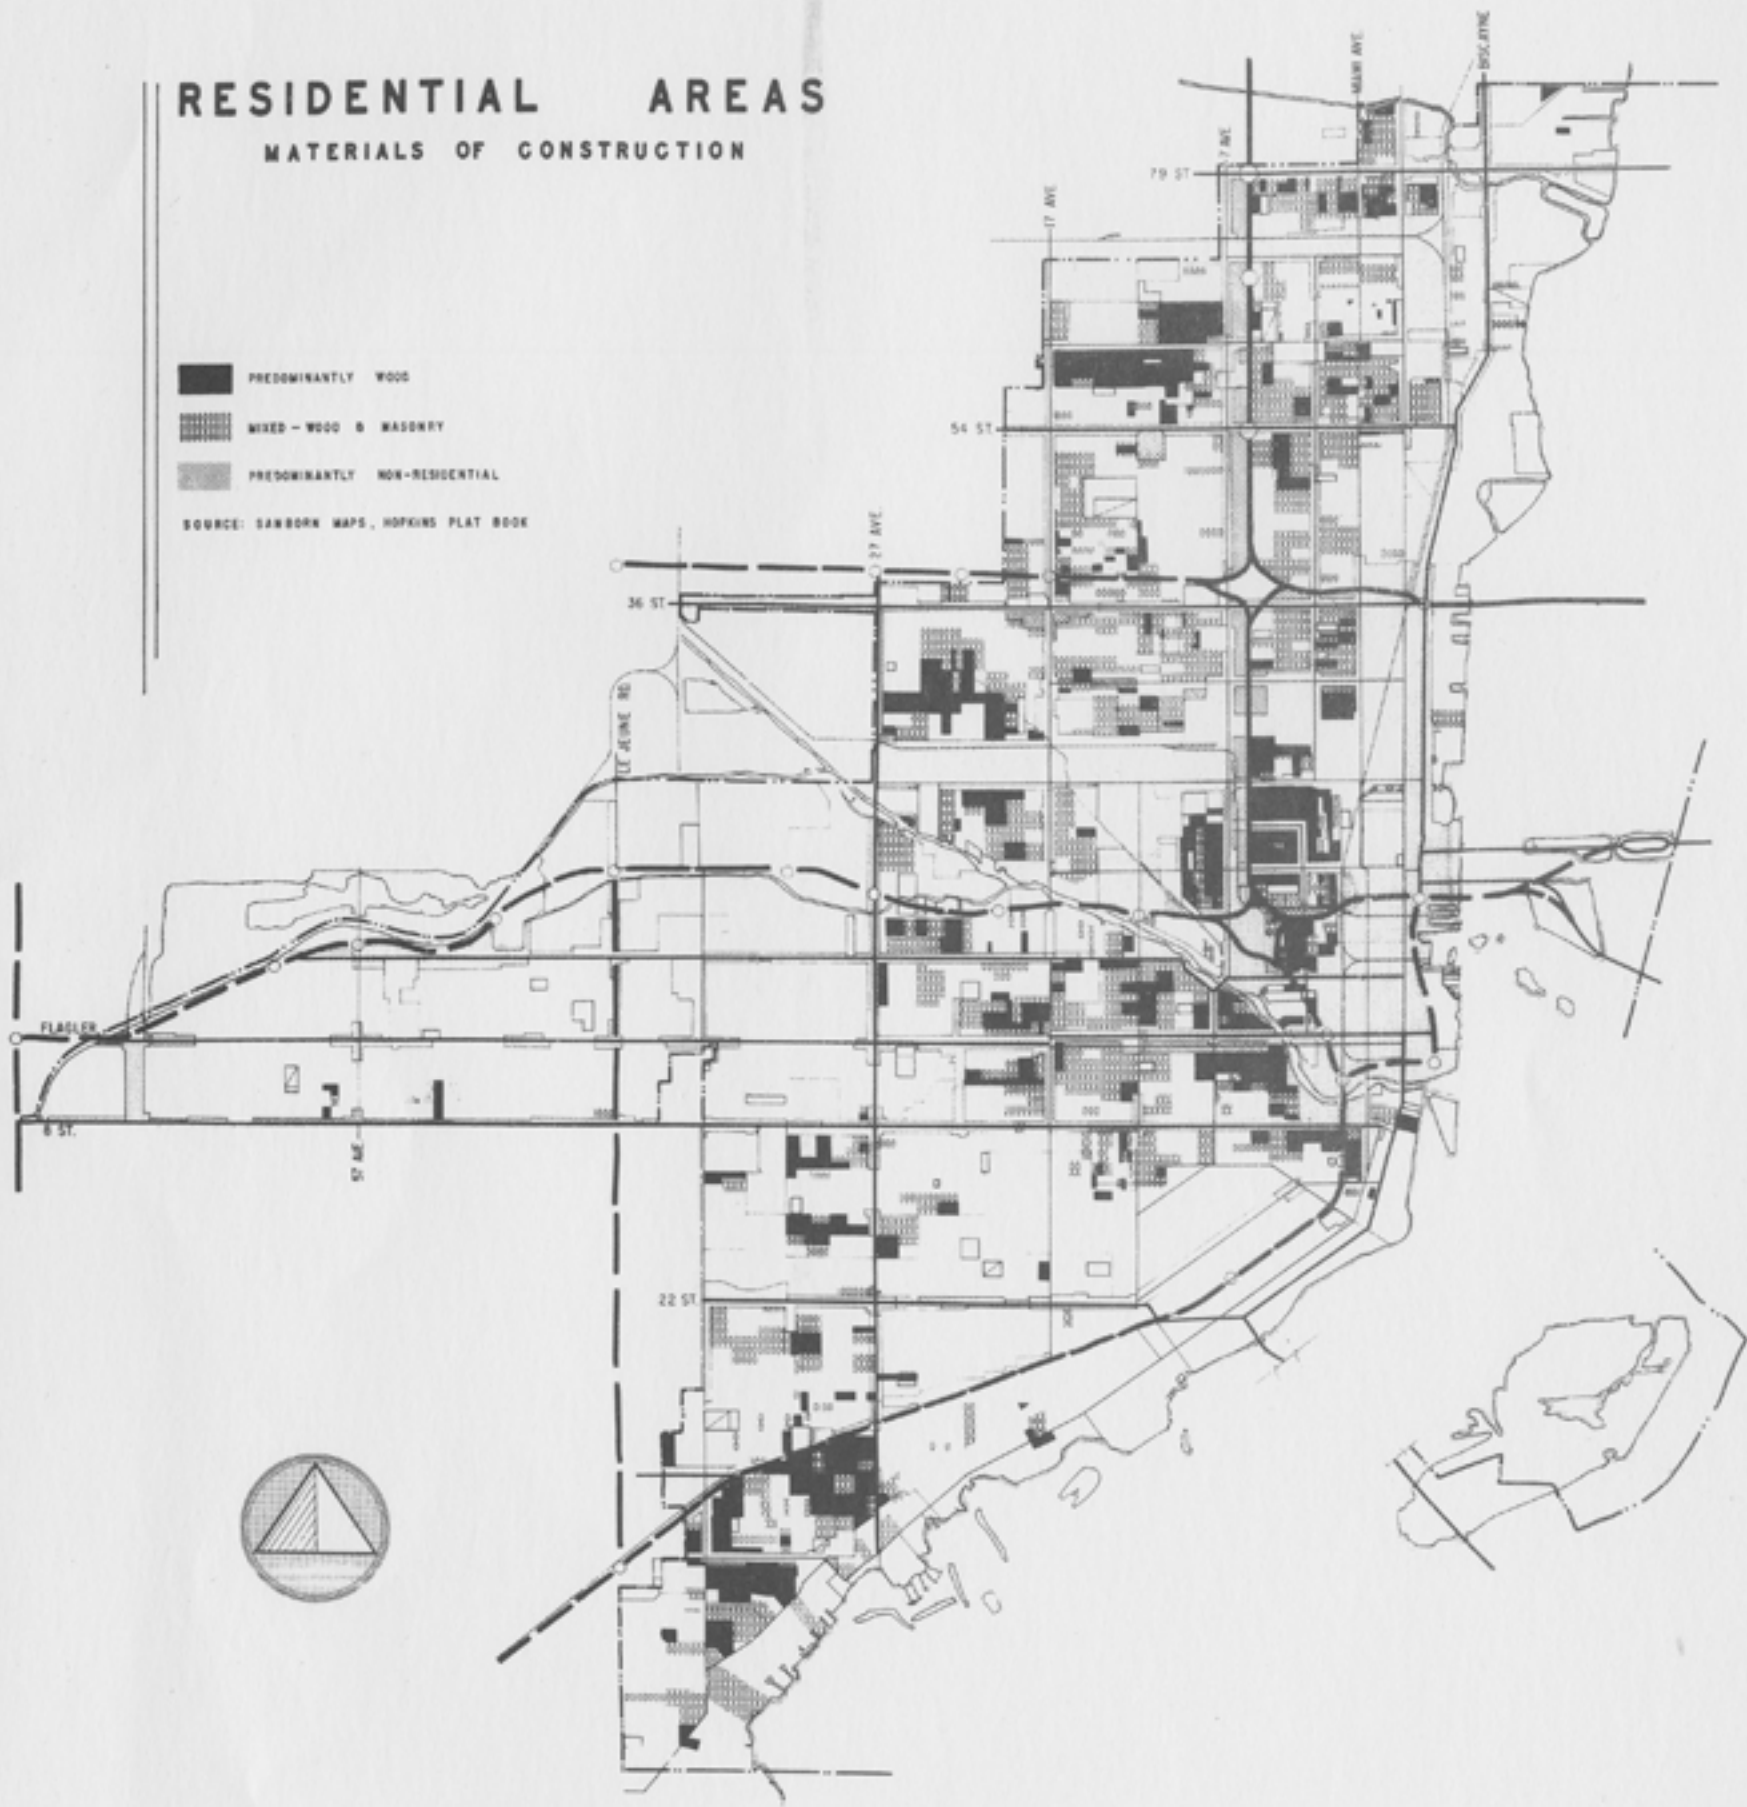 RESIDENTIAL AREAS
MATERIALS OF CONSTRUCTION
PREDOMINANTLY WOOD
MIXED - WOOD & MASONRY
PREDOMINANTLY NON-RESIDENTIAL
SOURCE: SANBORN MAPS, HOPKINS PLAT BOOK
BISCAYNE
MIAMI AVE.
7 AVE.
79 ST.
17 AVE.
54 ST.
27 AVE.
36 ST.
LE JEUNE RD.
FLAGLER
8 ST.
57 AVE.
22 ST.